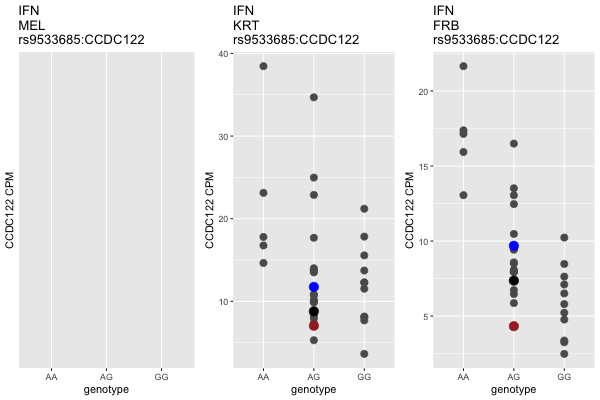 IFN
MEL
rs9533685:CCDC122
CCDC122 CPM
AA
AG
GG
genotype
IFN
KRT
rs9533685:CCDC122
CCDC122 CPM
40
30
20
10
AA
AG
GG
genotype
IFN
FRB
rs9533685:CCDC122
CCDC122 CPM
20
15
10
5
AA
AG
GG
genotype